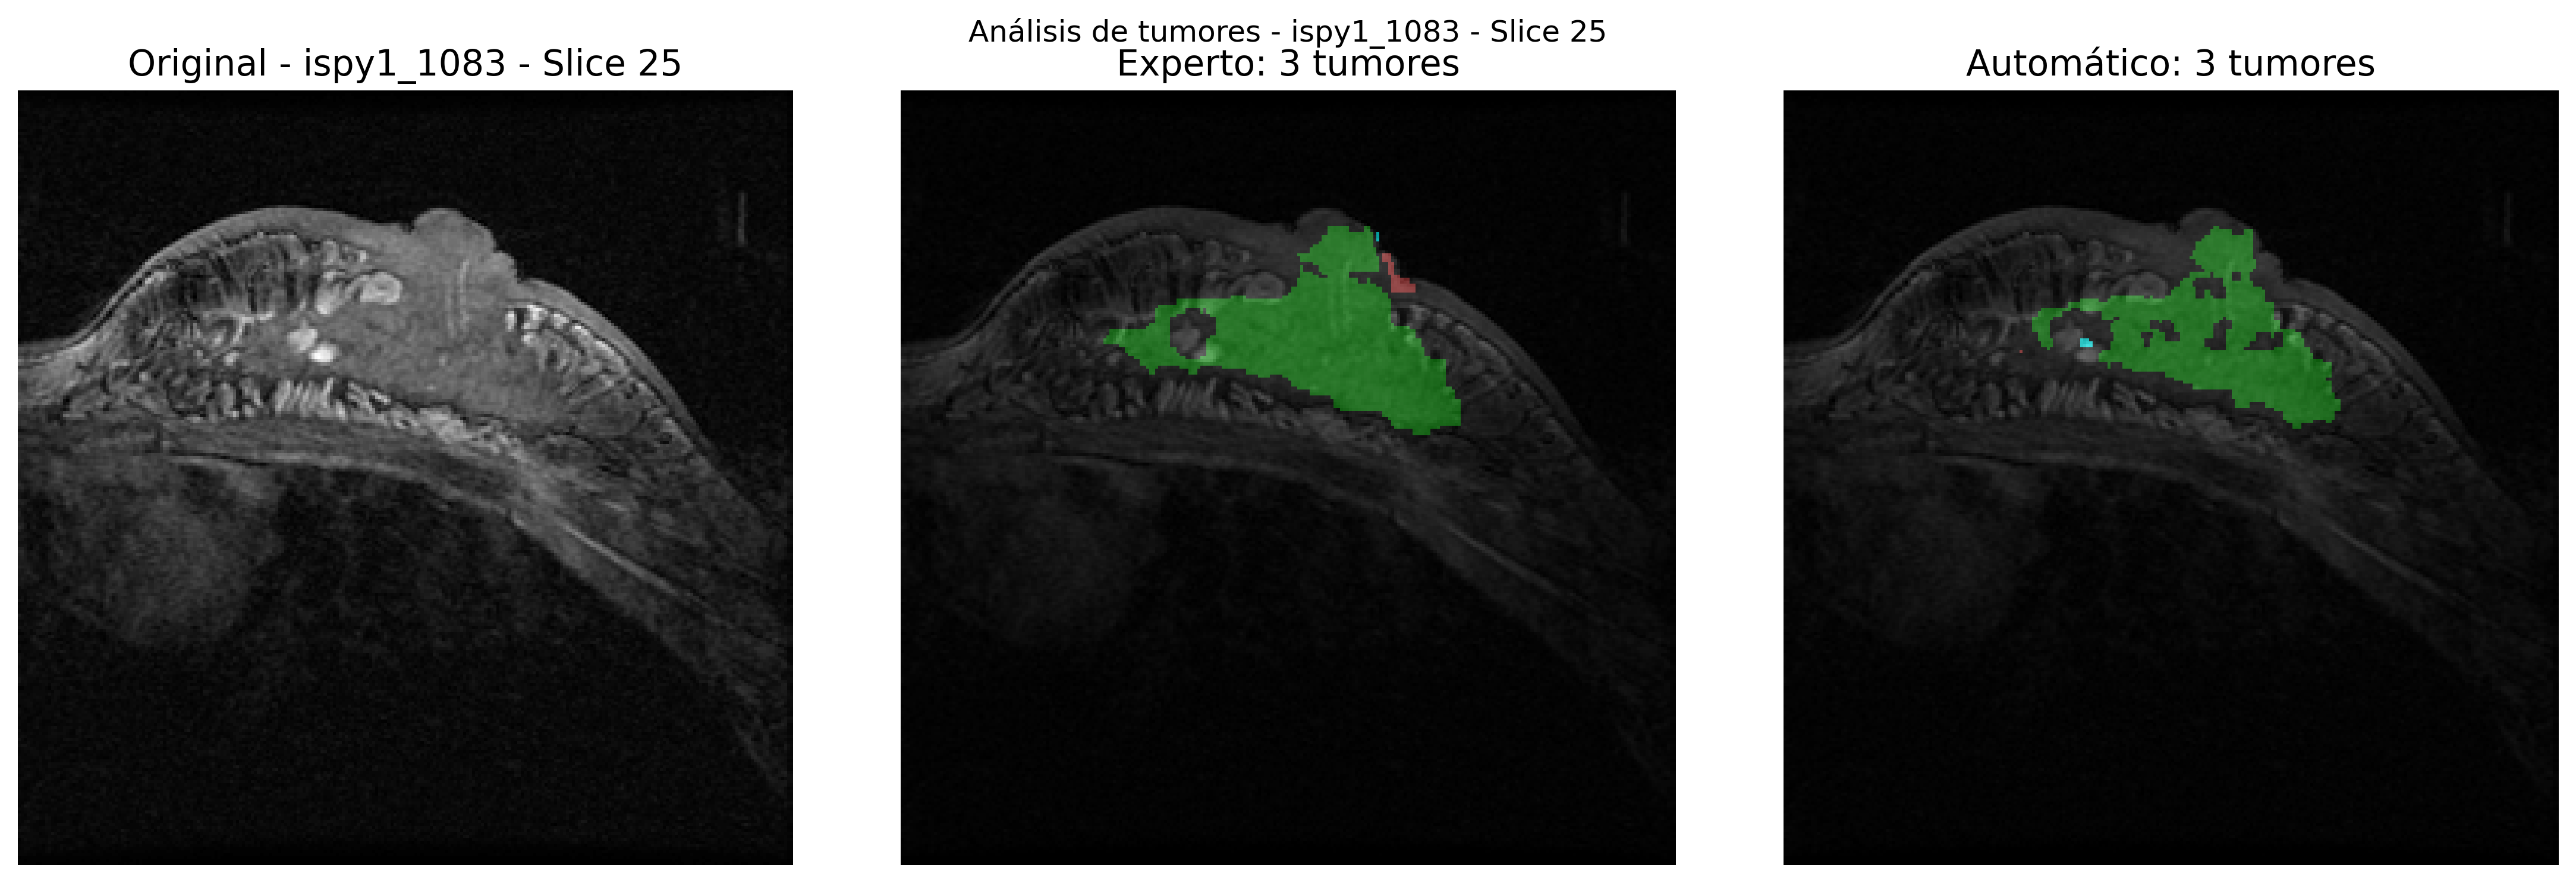 Análisis de tumores - ispy1_1083 - Slice 25
Original - ispy1_1083 - Slice 25
Experto: 3 tumores
Automático: 3 tumores